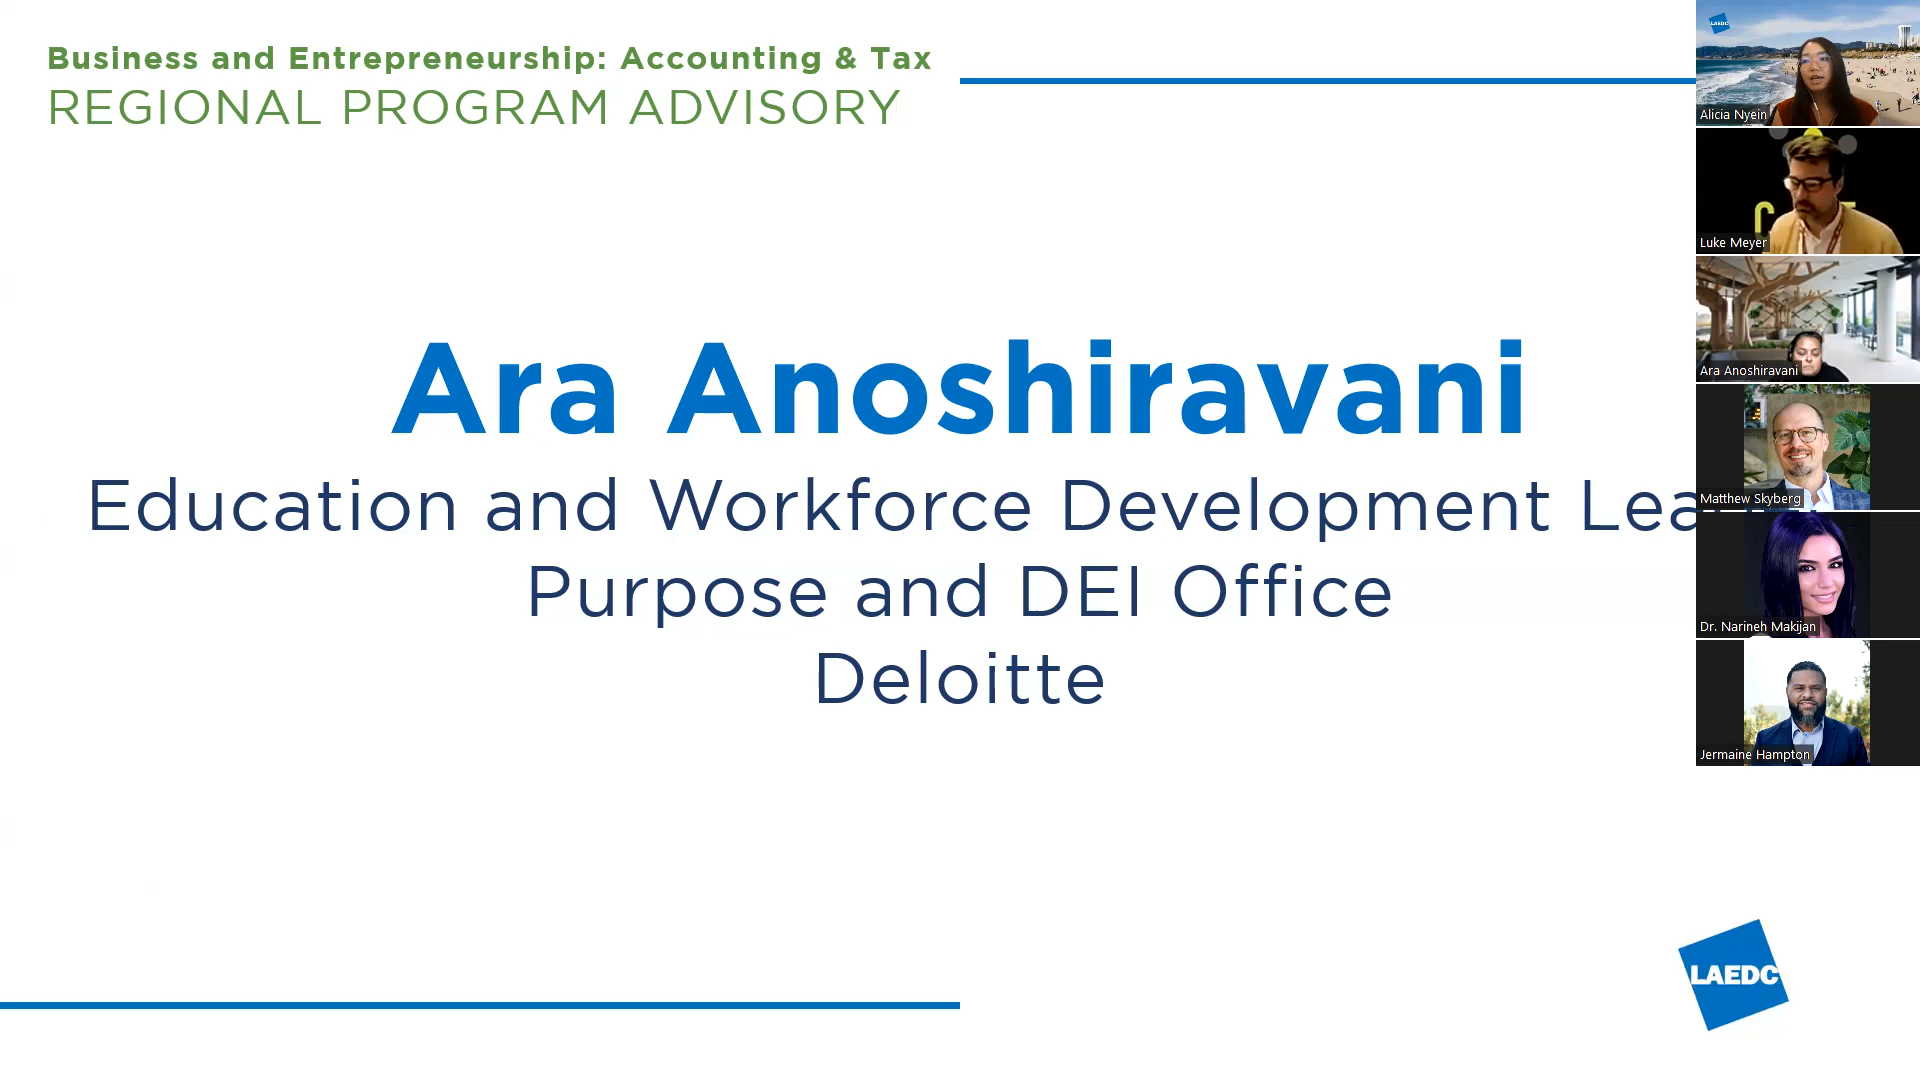 Business and Entrepreneurship: Accounting & Tax
REGIONAL PROGRAM ADVISORY
Ara Anoshiravani
Education and Workforce Development
Purpose and DEI Office
Deloitte
LAEDC
LAEDC
Alicia Nyein
Luke Meyer
Ara Anoshiravani
Matthew Skyberg
Dr. Narineh Makijan
Jermaine Hampton